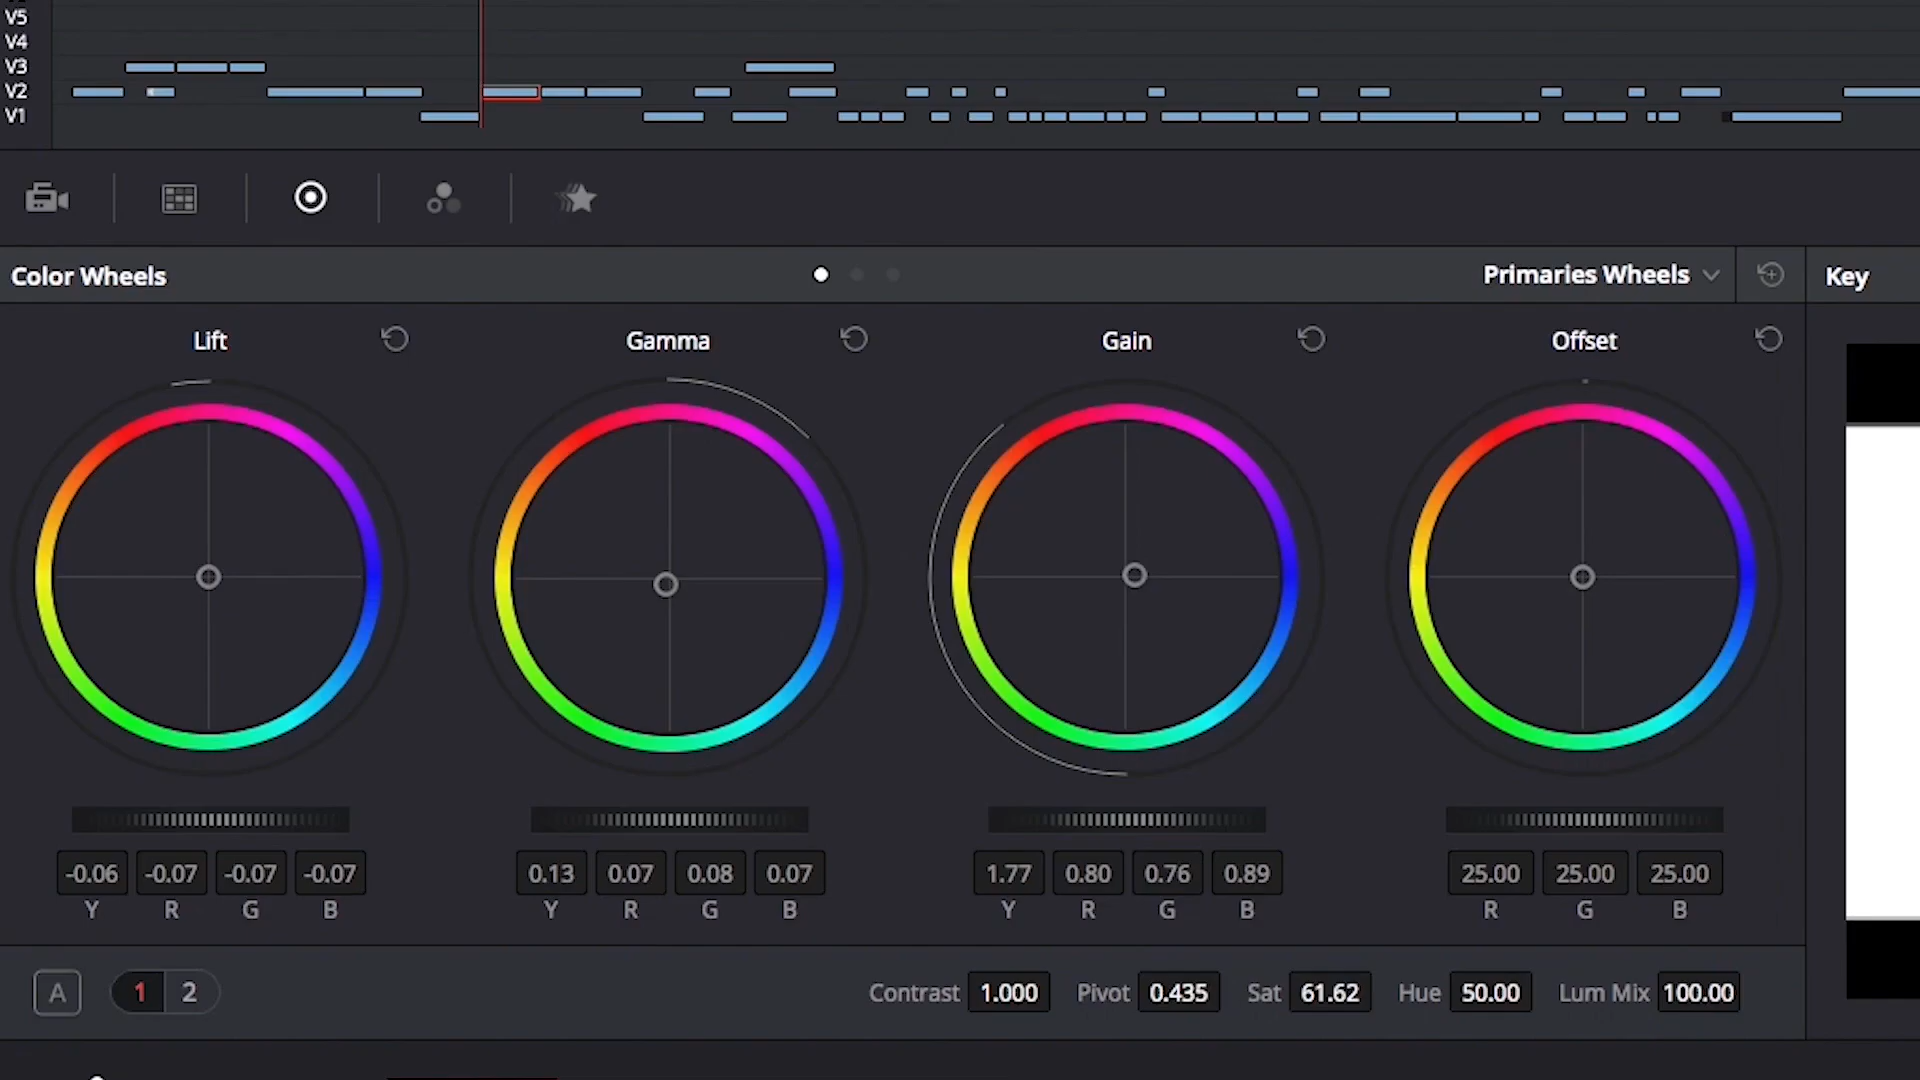 V5
V4
V3
V2
V1
Color Wheels
Primaries Wheels
Key
Lift
Gamma
Gain
Offset
-0.06 -0.07 -0.07 -0.07
Y R G B
0.13 0.07 0.08 0.07
Y R G B
1.77 0.80 0.76 0.89
Y R G B
25.00 25.00 25.00
R G B
A
1 2
Contrast 1.000 Pivot 0.435 Sat 61.62 Hue 50.00 Lum Mix 100.00